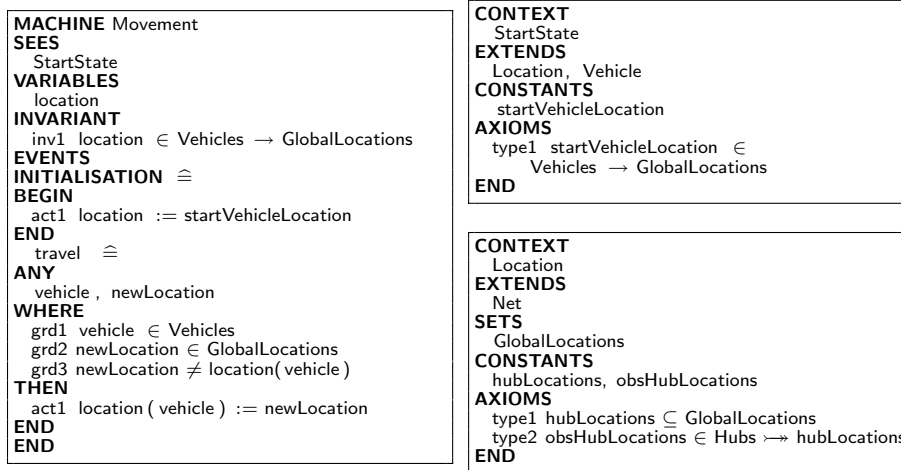 MACHINE Movement
SEES
StartState
VARIABLES
location
INVARIANT
inv1 location ∈ Vehicles → GlobalLocations
EVENTS
INITIALISATION ≙
BEGIN
act1 location := startVehicleLocation
END
travel ≙
ANY
vehicle , newLocation
WHERE
grd1 vehicle ∈ Vehicles
grd2 newLocation ∈ GlobalLocations
grd3 newLocation ≠ location( vehicle )
THEN
act1 location ( vehicle ) := newLocation
END
END
CONTEXT
StartState
EXTENDS
Location, Vehicle
CONSTANTS
startVehicleLocation
AXIOMS
type1 startVehicleLocation ∈
Vehicles → GlobalLocations
END
CONTEXT
Location
EXTENDS
Net
SETS
GlobalLocations
CONSTANTS
hubLocations, obsHubLocations
AXIOMS
type1 hubLocations ⊆ GlobalLocations
type2 obsHubLocations ∈ Hubs ⤖ hubLocations
END